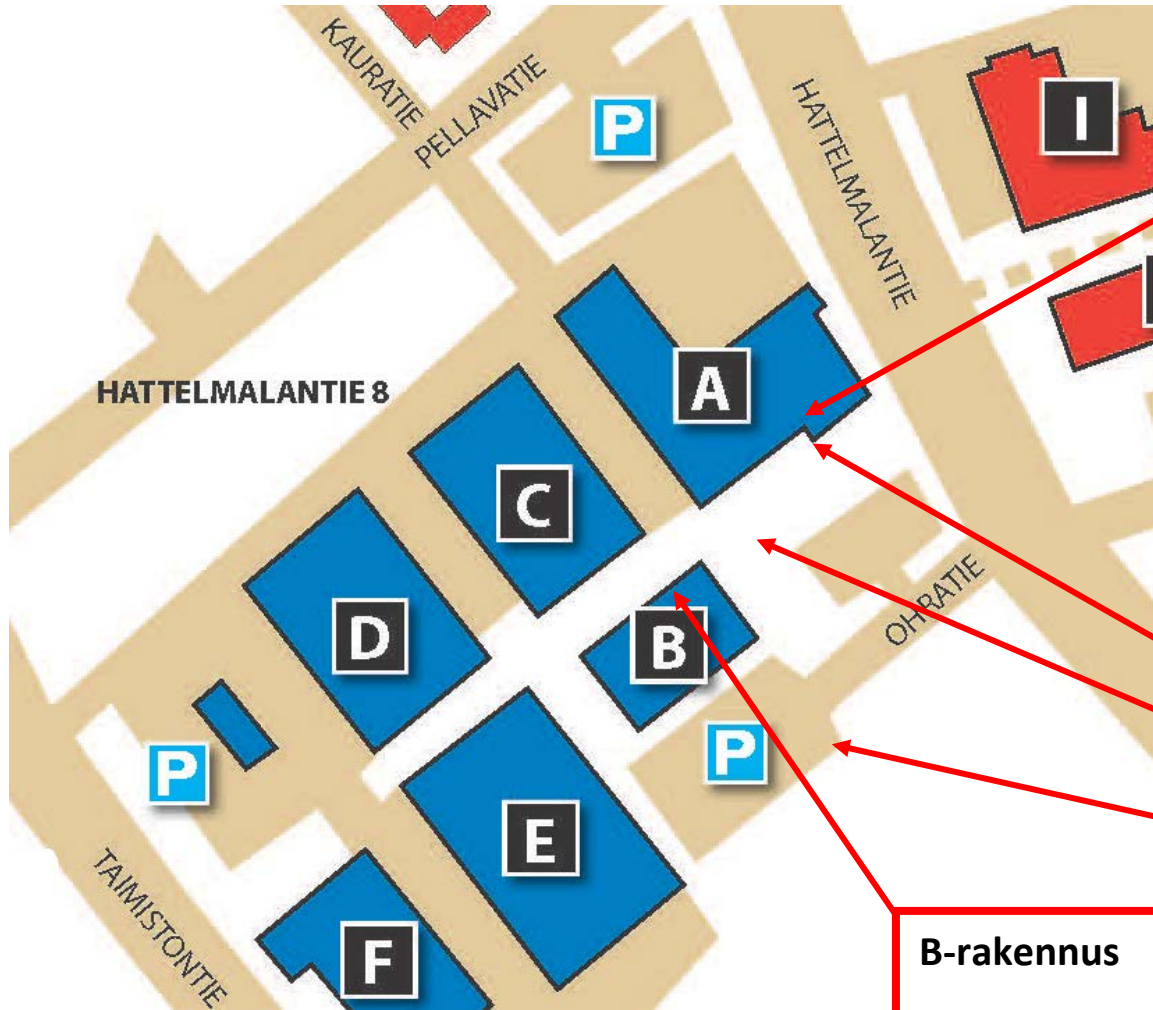 KAURATIE
PELLAVATIE
P
HATTELMALANTIE
I
HATTELMALANTIE 8
A
C
D
B
OHRATIE
P
P
E
TAIMISTONTIE
F
B-rakennus